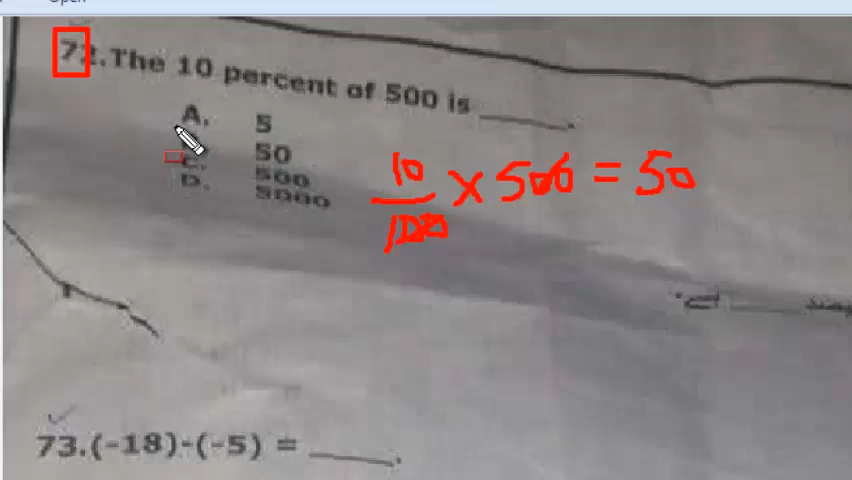 Open
72.The 10 percent of 500 is ____.
A. 5
50
C. 500
D. 5000
10/100 × 500 = 50
73.(-18)-(-5) = ____.